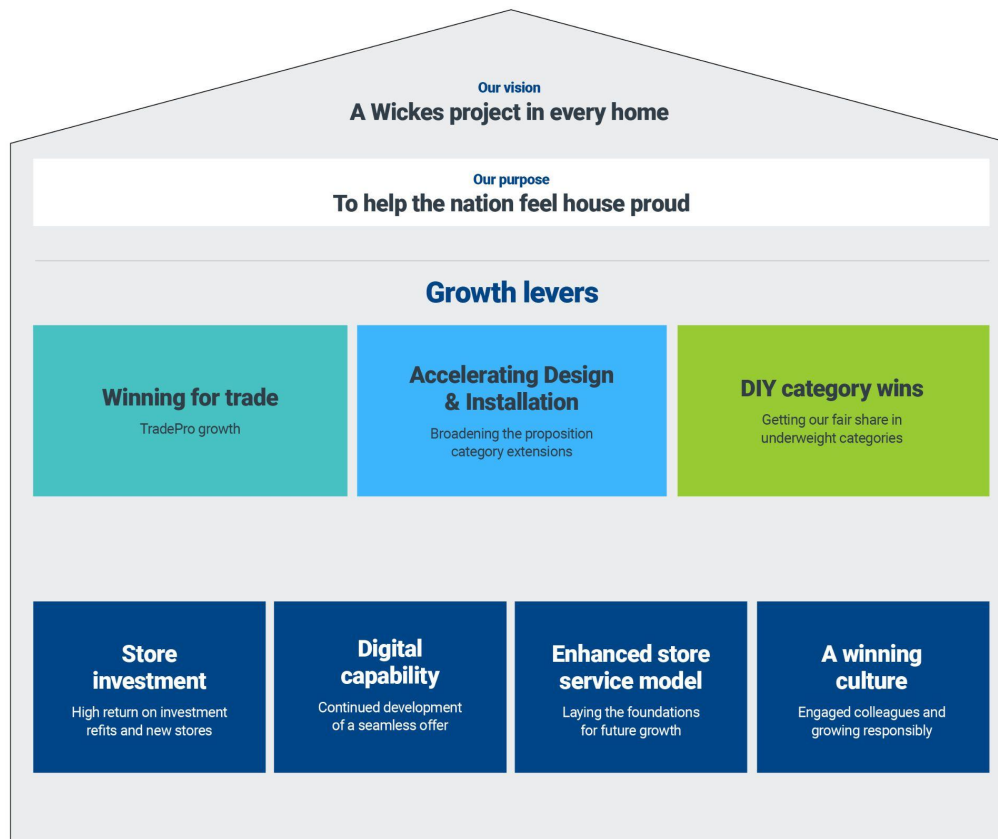 Our vision
A Wickes project in every home
Our purpose
To help the nation feel house proud
Growth levers
Winning for trade
TradePro growth
Accelerating Design
& Installation
Broadening the proposition
category extensions
DIY category wins
Getting our fair share in
underweight categories
Store
investment
High return on investment
refits and new stores
Digital
capability
Continued development
of a seamless offer
Enhanced store
service model
Laying the foundations
for future growth
A winning
culture
Engaged colleagues and
growing responsibly